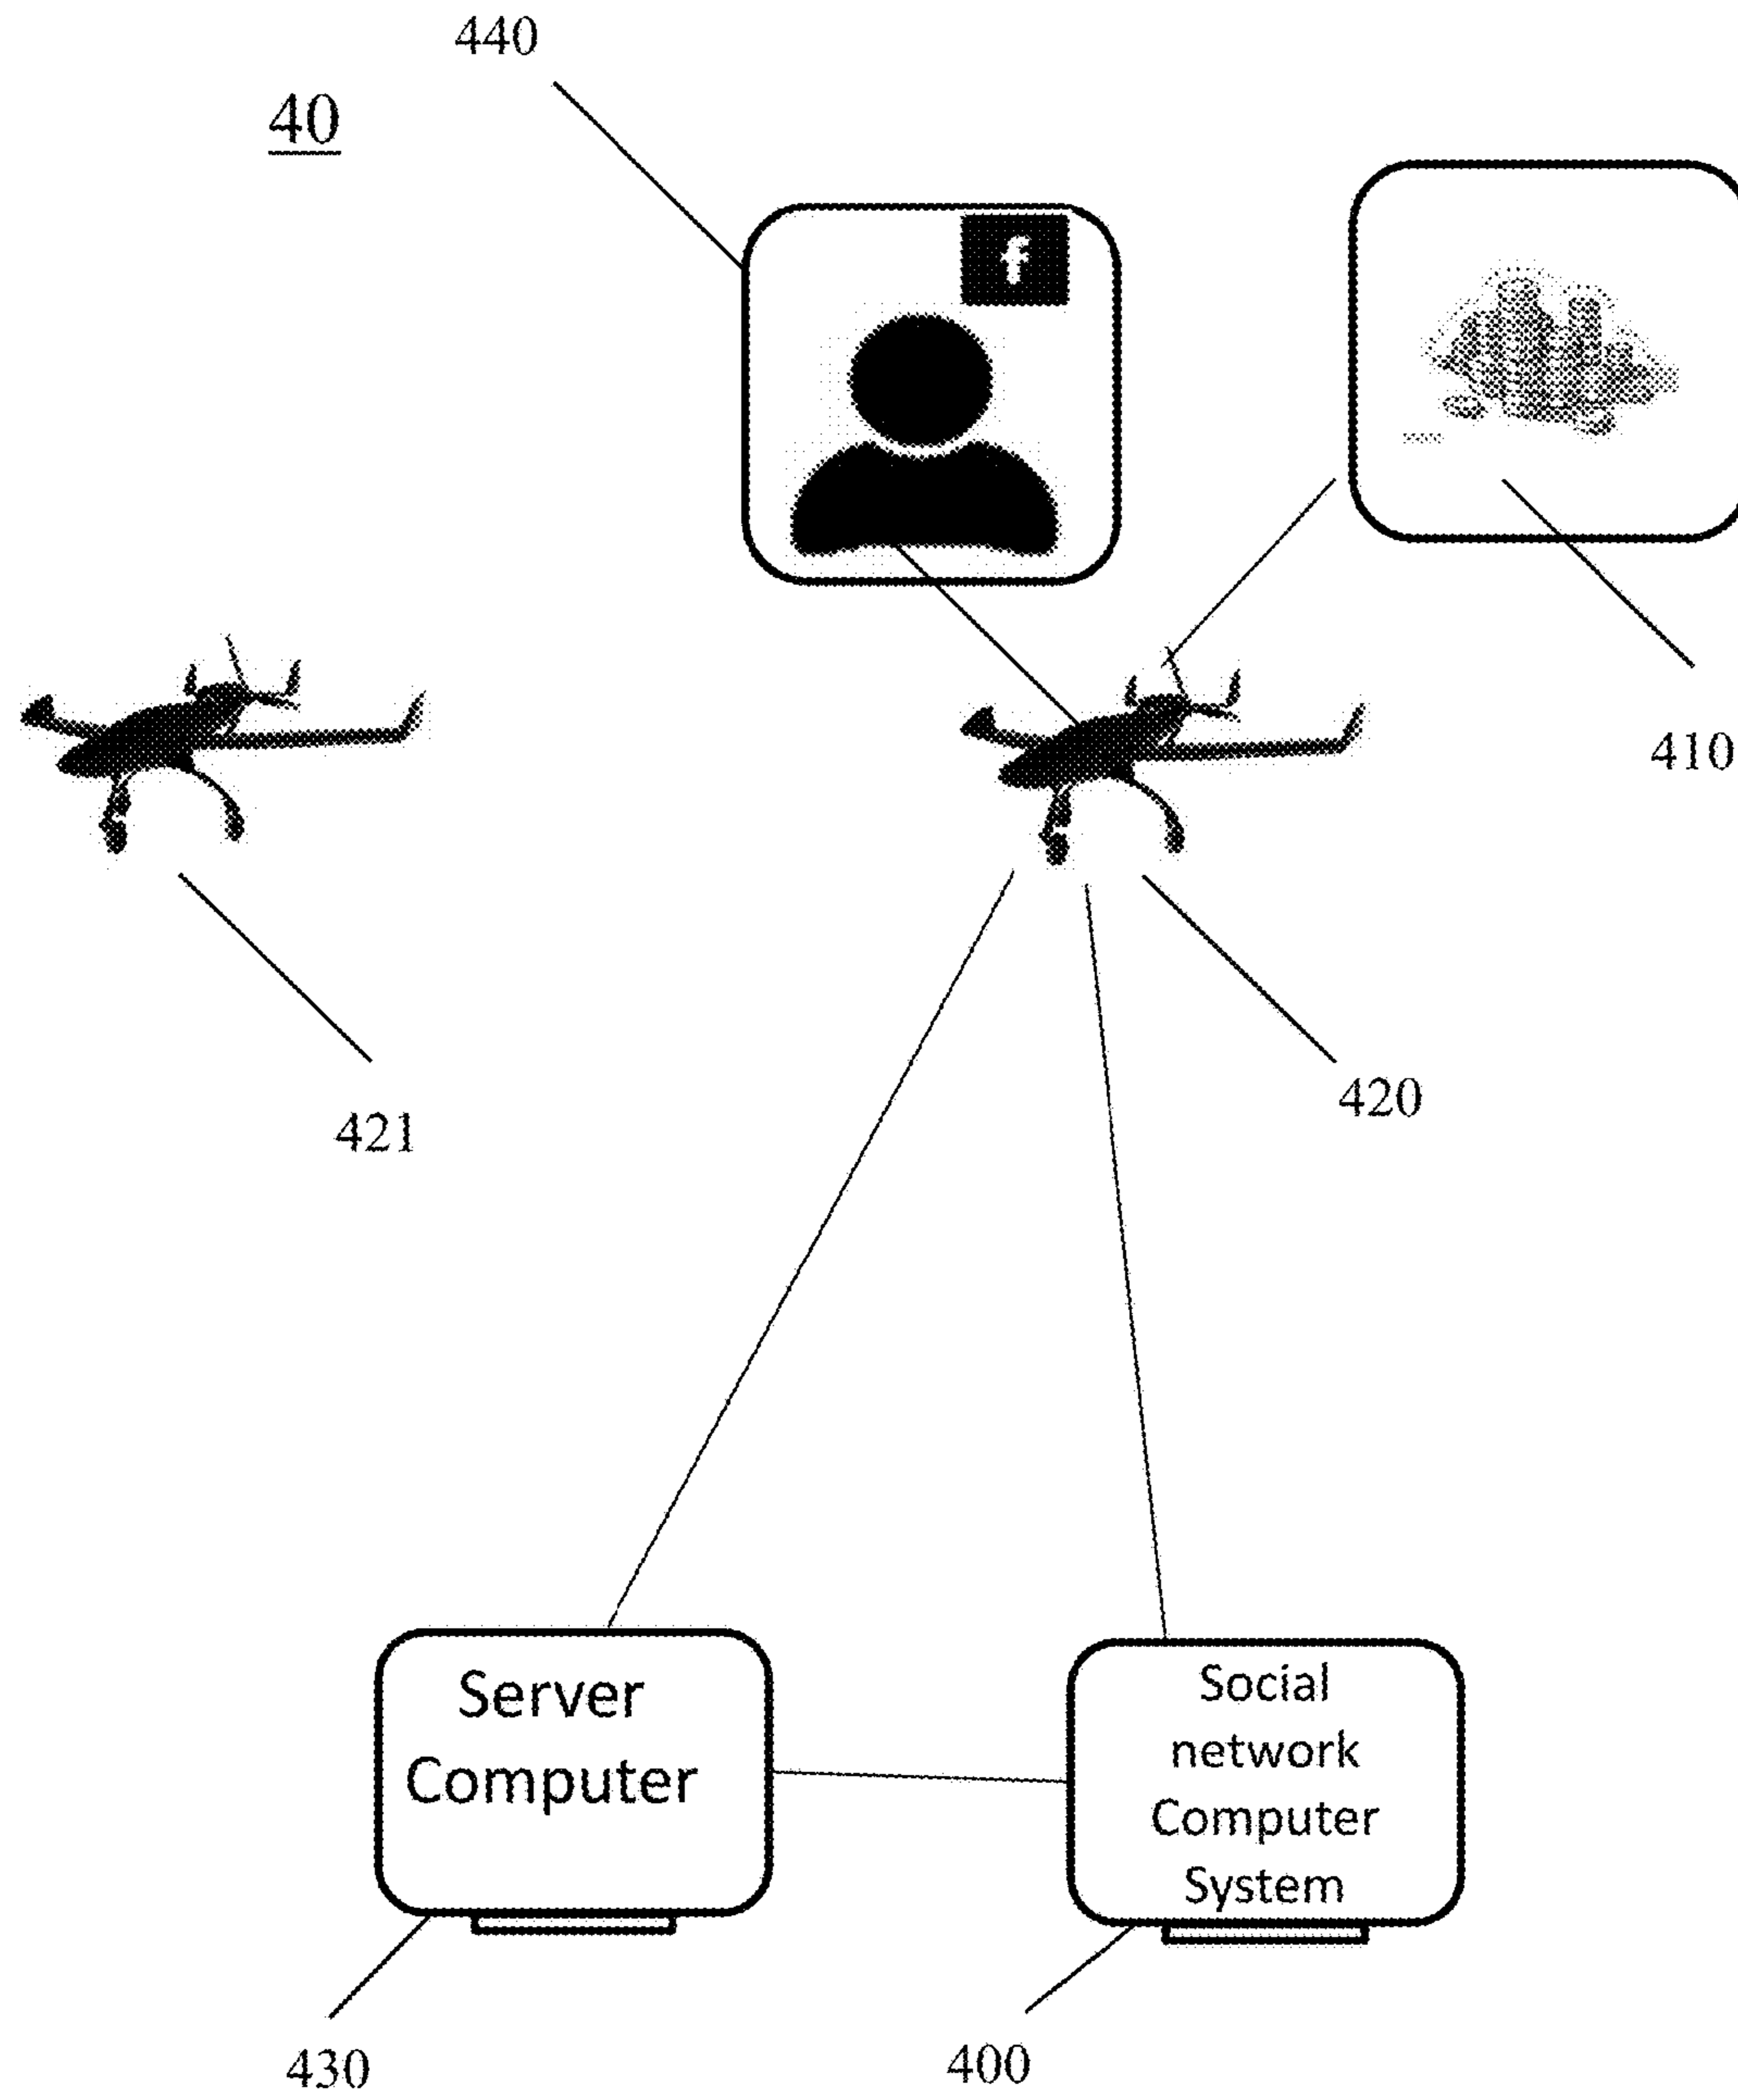 440
40
f
410
420
421
Server
Computer
Social
network
Computer
System
430
400